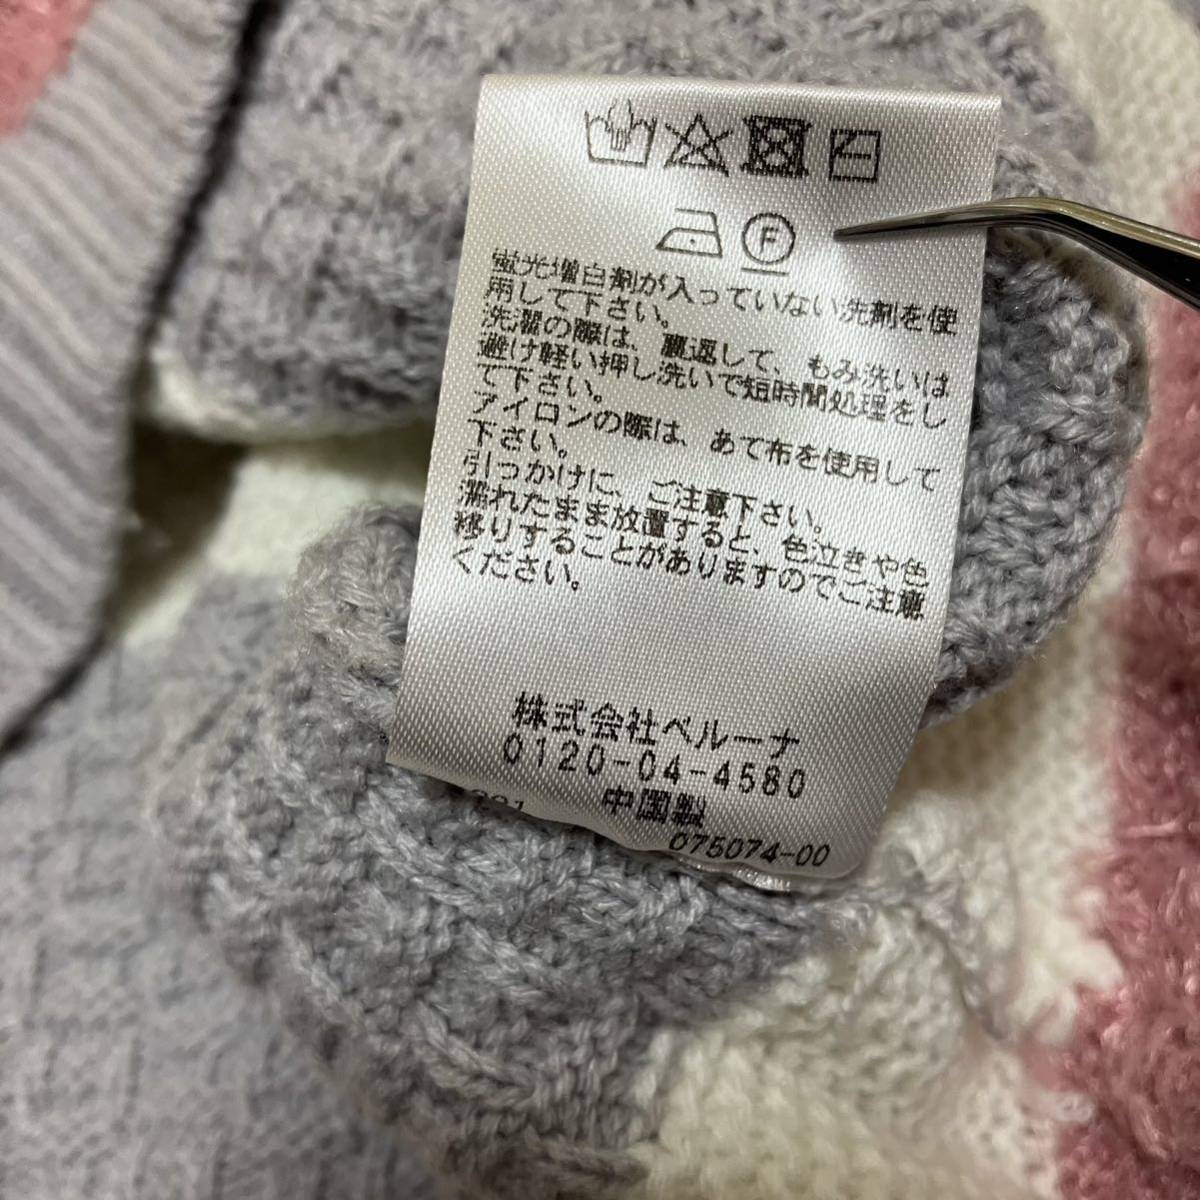 F
蛍光増白剤が入っていない洗剤を使
用して下さい。
洗濯の際は、裏返して、もみ洗いは
避け軽い押し洗いで短時間処理をし
て下さい。
アイロンの際は、あて布を使用して
下さい。
引っかけに、ご注意下さい。
濡れたまま放置すると、色泣きや色
移りすることがありますのでご注意
ください。
株式会社ベルーナ
0120-04-4580
中国製
075074-00